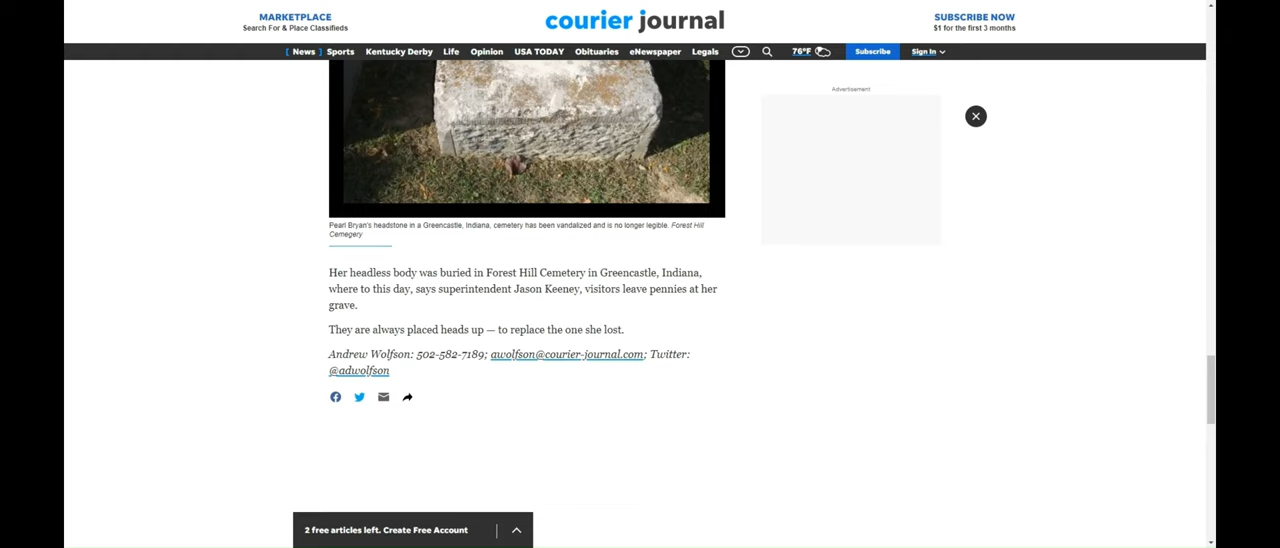 MARKETPLACE
Search For & Place Classifieds
courier journal
SUBSCRIBE NOW
$1 for the first 3 months
[ News ] Sports Kentucky Derby Life Opinion USA TODAY Obituaries eNewspaper Legals 76°F Subscribe Sign In
Advertisement
Pearl Bryan's headstone in a Greencastle, Indiana, cemetery has been vandalized and is no longer legible. Forest Hill
Cemegery
Her headless body was buried in Forest Hill Cemetery in Greencastle, Indiana,
where to this day, says superintendent Jason Keeney, visitors leave pennies at her
grave.
They are always placed heads up — to replace the one she lost.
Andrew Wolfson: 502-582-7189; awolfson@courier-journal.com; Twitter:
@adwolfson
2 free articles left. Create Free Account